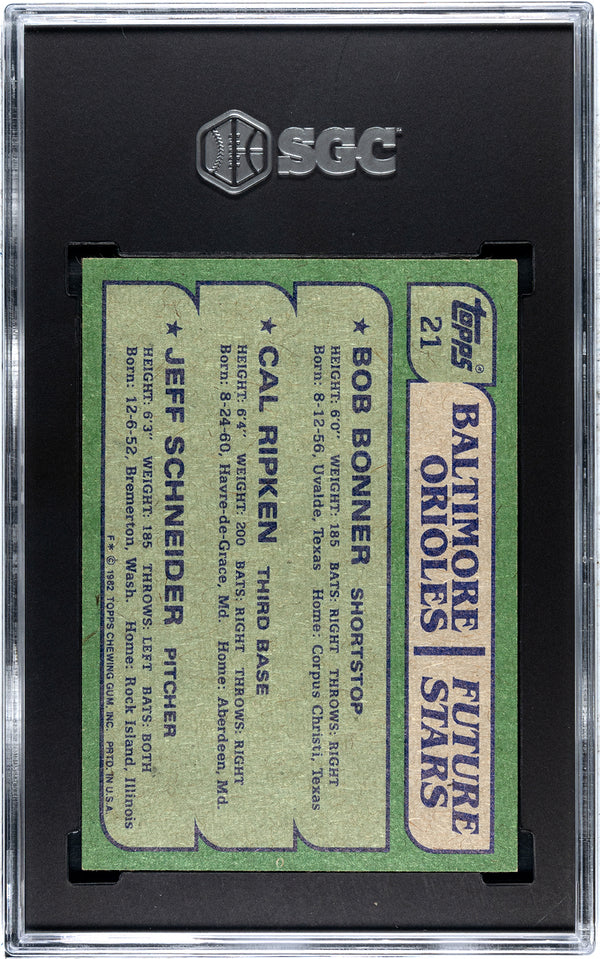 SGC
TOPPS®
21
BALTIMORE
ORIOLES
FUTURE
STARS
★ BOB BONNER SHORTSTOP
HEIGHT: 6'0" WEIGHT: 185 BATS: RIGHT THROWS: RIGHT
Born: 8-12-56, Uvalde, Texas Home: Corpus Christi, Texas
★ CAL RIPKEN THIRD BASE
HEIGHT: 6'4" WEIGHT: 200 BATS: RIGHT THROWS: RIGHT
Born: 8-24-60, Havre-de-Grace, Md. Home: Aberdeen, Md.
★ JEFF SCHNEIDER PITCHER
HEIGHT: 6'3" WEIGHT: 185 THROWS: LEFT BATS: BOTH
Born: 12-6-52, Bremerton, Wash. Home: Rock Island, Illinois
F* © 1982 TOPPS CHEWING GUM, INC. PRTD. IN U.S.A.